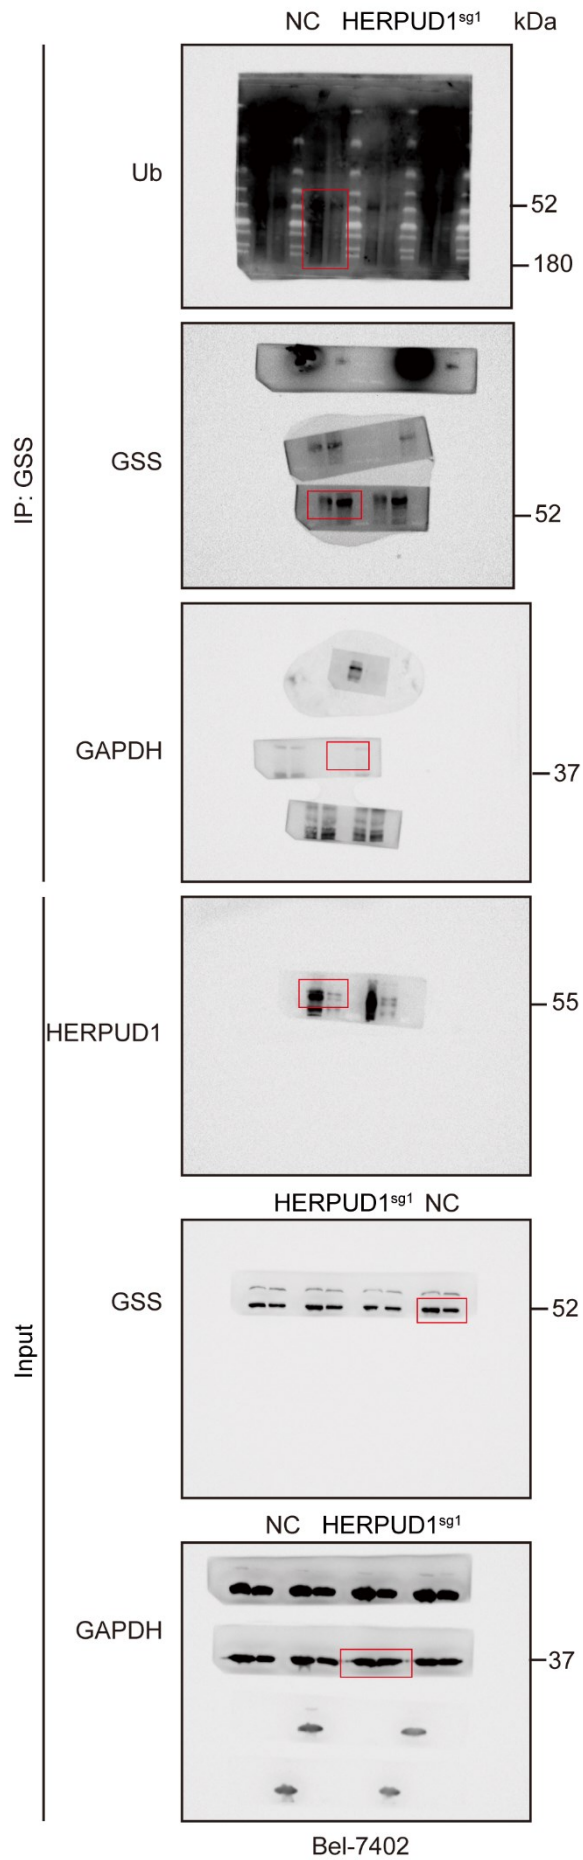 NC HERPUD1sg1 kDa
Ub
52
180
IP: GSS
GSS
52
GAPDH
37
HERPUD1
55
HERPUD1sg1 NC
Input
GSS
52
NC HERPUD1sg1
GAPDH
37
Bel-7402